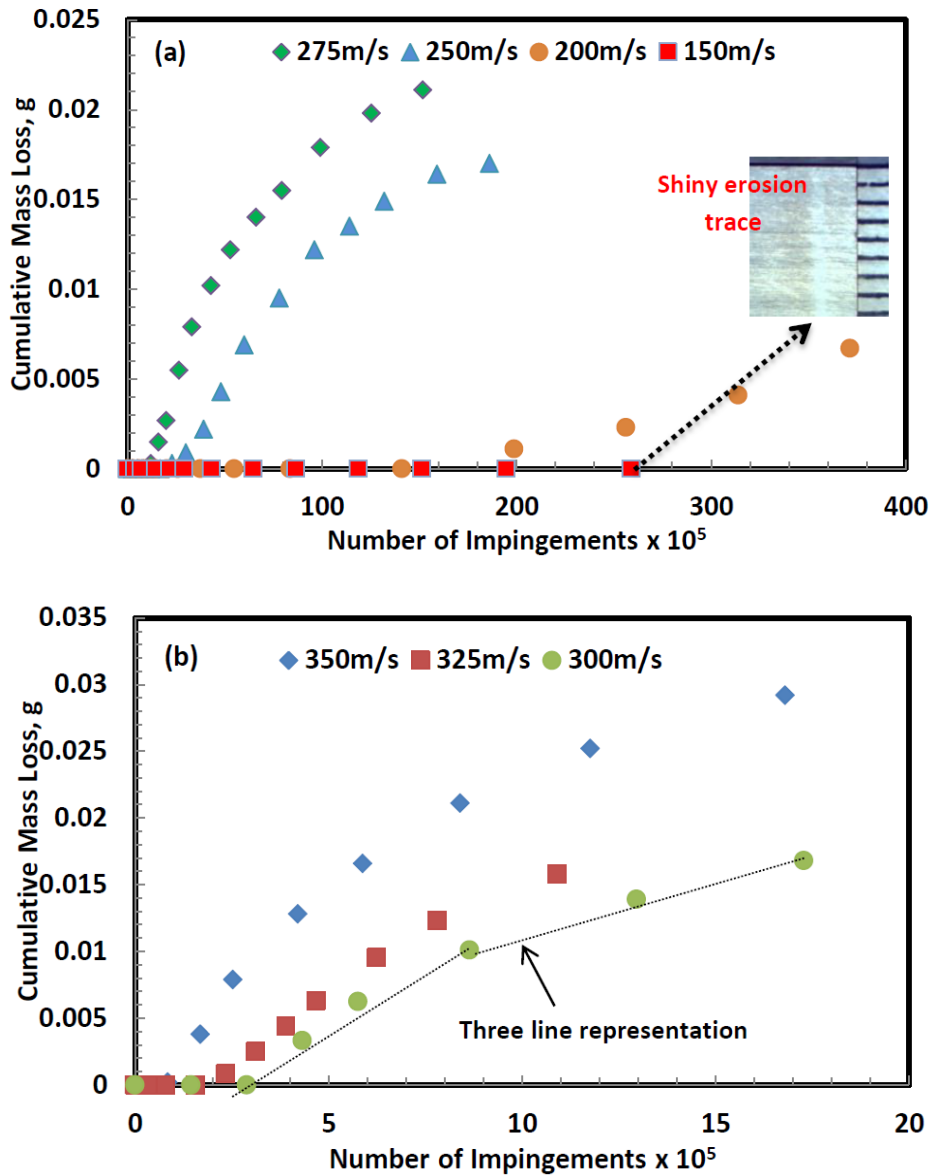 0.025
(a)
275m/s 250m/s 200m/s 150m/s
0.02
0.015
0.01
0.005
0
Cumulative Mass Loss, g
Shiny erosion
trace
0 100 200 300 400
Number of Impingements x 10⁵
0.035
(b)
350m/s 325m/s 300m/s
0.03
0.025
0.02
0.015
0.01
0.005
0
Cumulative Mass Loss, g
Three line representation
0 5 10 15 20
Number of Impingements x 10⁵